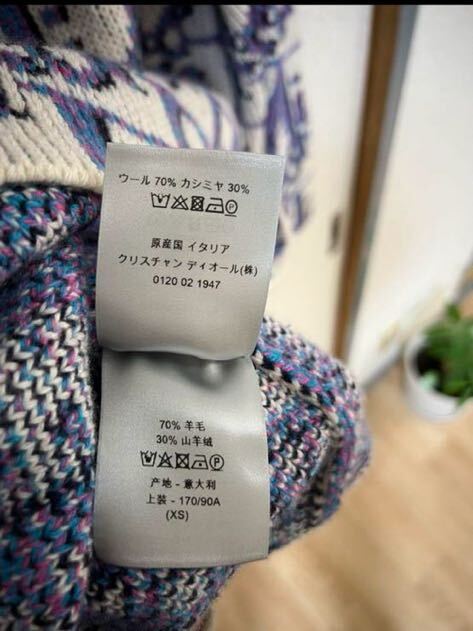 ウール 70% カシミヤ 30%
原産国 イタリア
クリスチャン ディオール(株)
0120 02 1947
70% 羊毛
30% 山羊绒
产地 - 意大利
上装 - 170/90A
(XS)